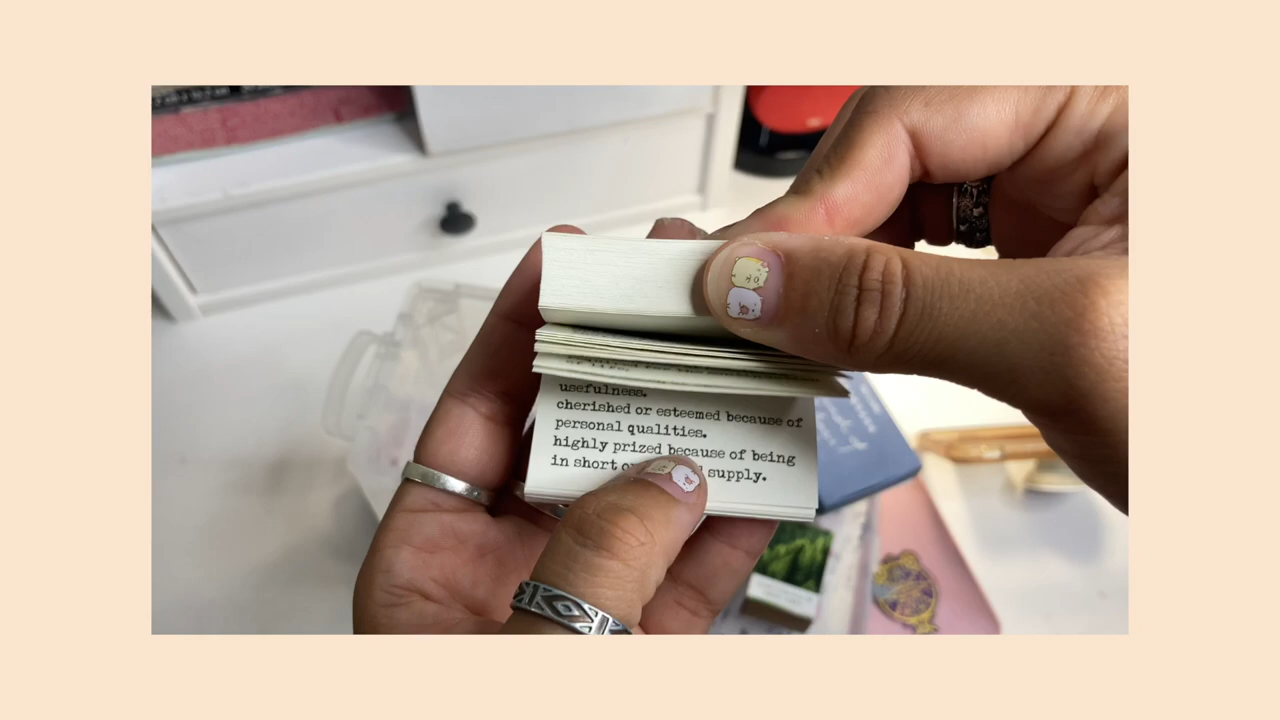 usefulness.
cherished or esteemed because of
personal qualities.
highly prized because of being
in short supply.